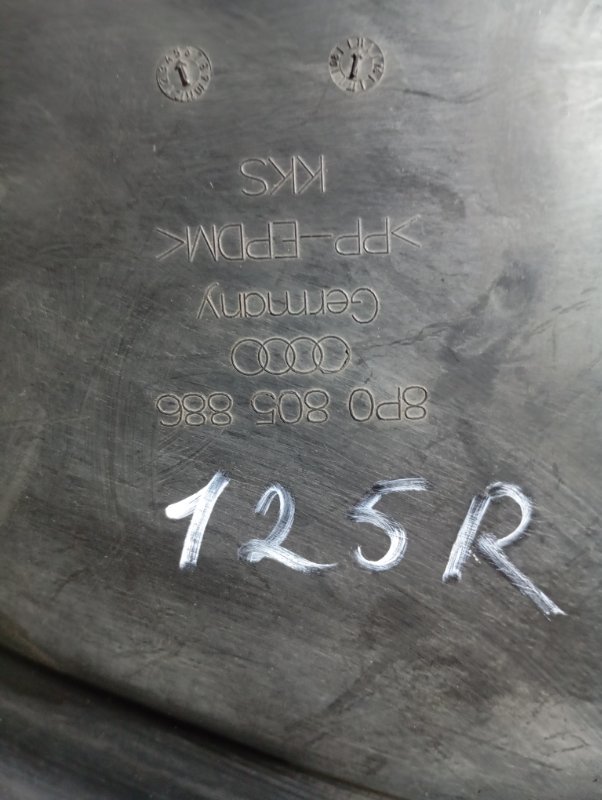 8P0 805 886
Germany
>PP-EPDM<
KKS
125R